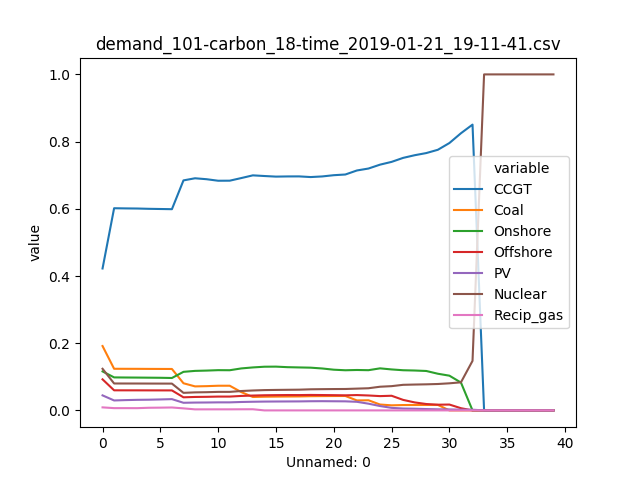 demand_101-carbon_18-time_2019-01-21_19-11-41.csv
1.0
0.8
0.6
0.4
0.2
0.0
value
variable
CCGT
Coal
Onshore
Offshore
PV
Nuclear
Recip_gas
0 5 10 15 20 25 30 35 40
Unnamed: 0